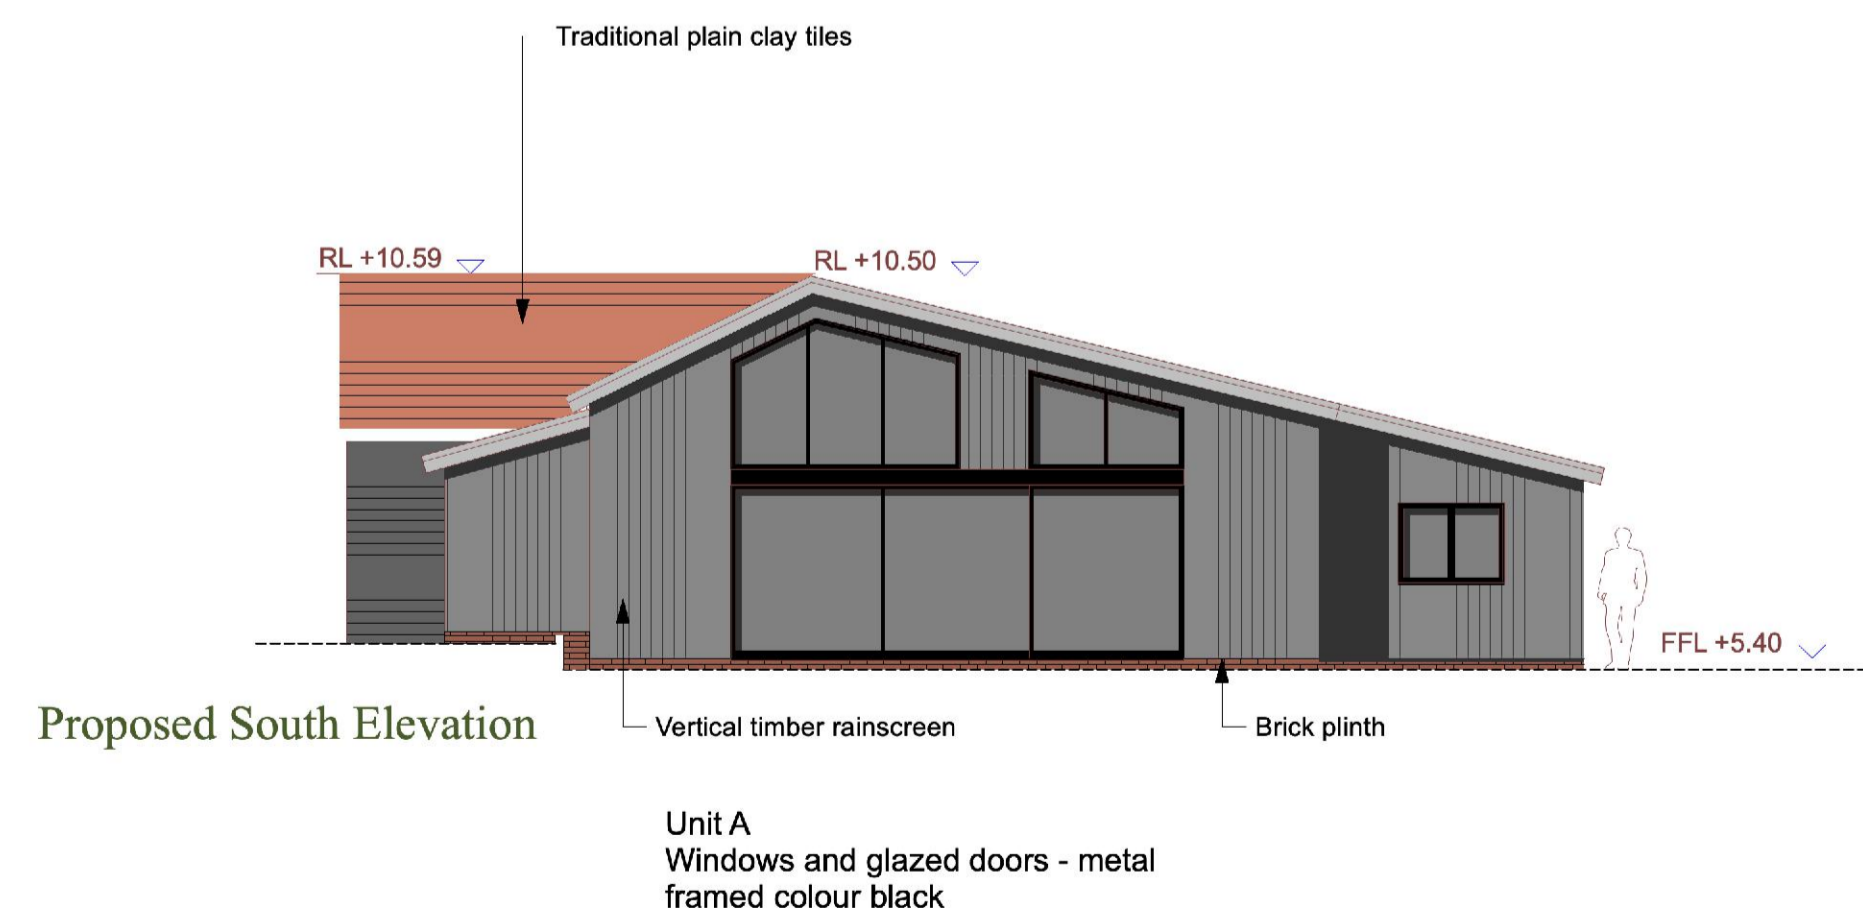 Traditional plain clay tiles
RL +10.59
RL +10.50
FFL +5.40
Proposed South Elevation
Vertical timber rainscreen
Brick plinth
Unit A
Windows and glazed doors - metal
framed colour black